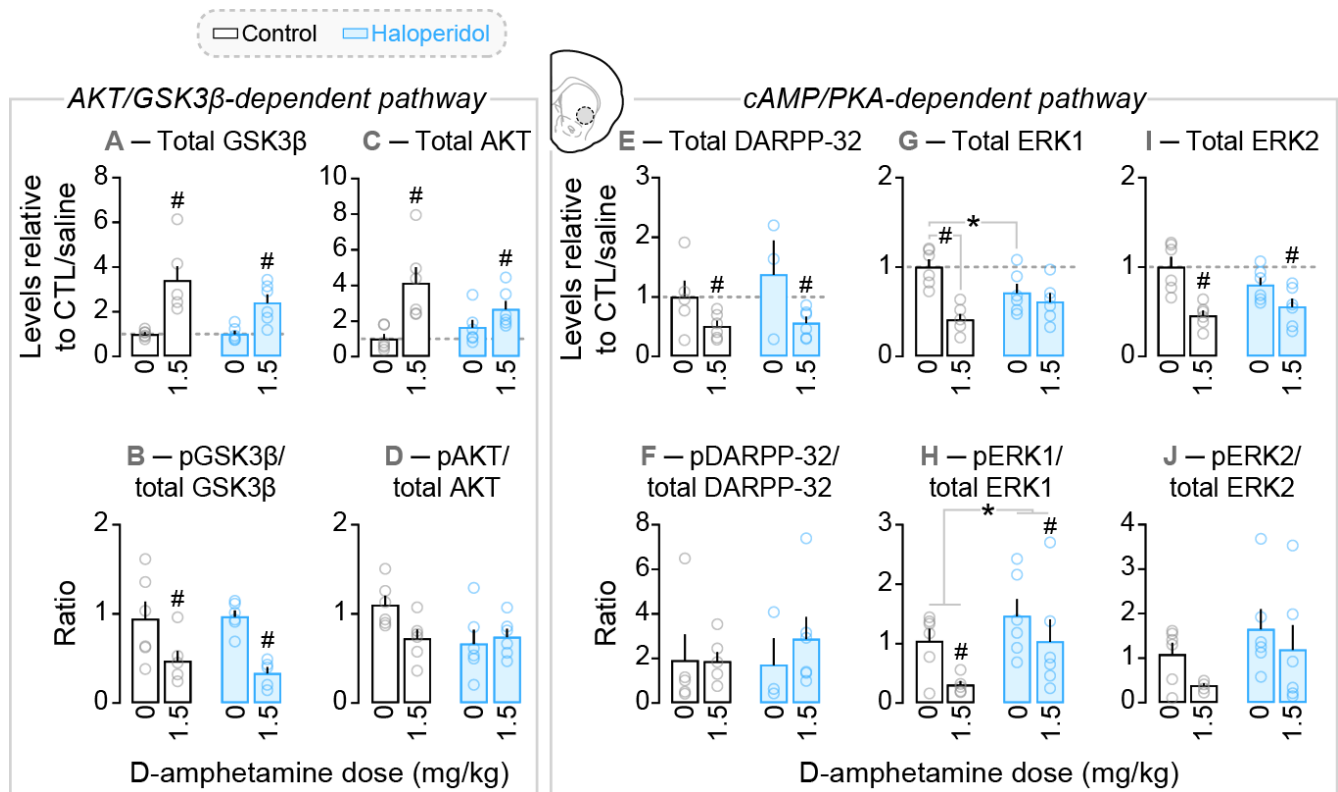 Control Haloperidol
AKT/GSK3β-dependent pathway
A — Total GSK3β
C — Total AKT
Levels relative
to CTL/saline
8
6
4
2
0
#
#
0 1.5 0 1.5
10
8
6
4
2
0
#
#
0 1.5 0 1.5
B — pGSK3β/
total GSK3β
D — pAKT/
total AKT
Ratio
2
1
0
#
#
0 1.5 0 1.5
2
1
0
0 1.5 0 1.5
D-amphetamine dose (mg/kg)
cAMP/PKA-dependent pathway
E — Total DARPP-32
G — Total ERK1
I — Total ERK2
Levels relative
to CTL/saline
3
2
1
0
#
#
0 1.5 0 1.5
2
1
0
#
*
0 1.5 0 1.5
2
1
0
#
#
0 1.5 0 1.5
F — pDARPP-32/
total DARPP-32
H — pERK1/
total ERK1
J — pERK2/
total ERK2
Ratio
8
6
4
2
0
0 1.5 0 1.5
3
2
1
0
*
#
#
0 1.5 0 1.5
4
3
2
1
0
0 1.5 0 1.5
D-amphetamine dose (mg/kg)